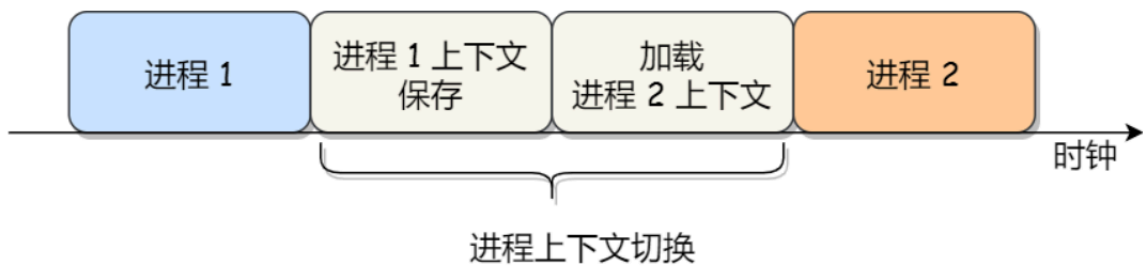 进程 1
进程 1 上下文
保存
加载
进程 2 上下文
进程 2
时钟
进程上下文切换